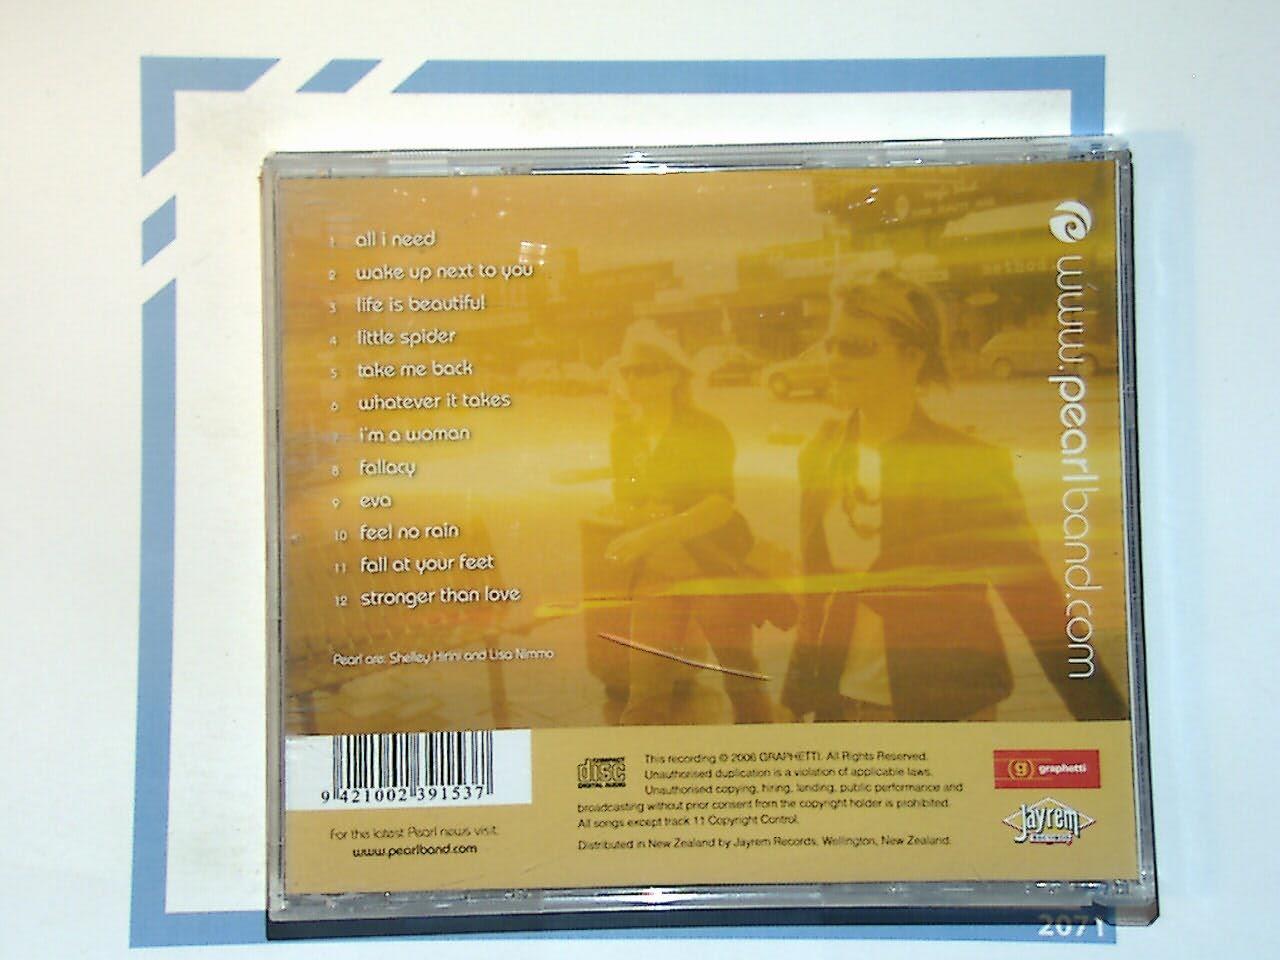 1 all i need
2 wake up next to you
3 life is beautiful
4 little spider
5 take me back
6 whatever it takes
7 i'm a woman
8 fallacy
9 eva
10 feel no rain
11 fall at your feet
12 stronger than love
Pearl are: Shelley Hirini and Lisa Nimmo
www.pearlband.com
9 421002 391537
For the latest Pearl news visit:
www.pearlband.com
COMPACT
disc
DIGITAL AUDIO
This recording © 2006 GRAPHETTI. All Rights Reserved.
Unauthorised duplication is a violation of applicable laws.
Unauthorised copying, hiring, lending, public performance and
broadcasting without prior consent from the copyright holder is prohibited.
All songs except track 11 Copyright Control.
Distributed in New Zealand by Jayrem Records, Wellington, New Zealand.
g graphetti
Jayrem
RECORDS
2071